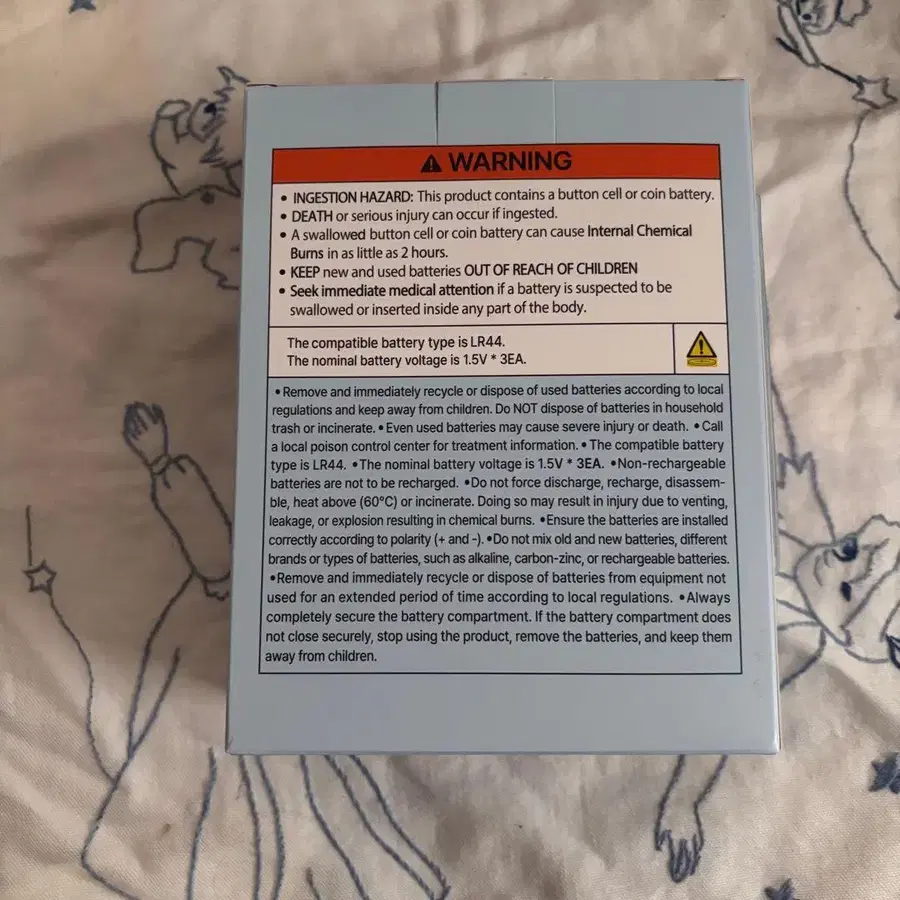 WARNING
• INGESTION HAZARD: This product contains a button cell or coin battery.
• DEATH or serious injury can occur if ingested.
• A swallowed button cell or coin battery can cause Internal Chemical
Burns in as little as 2 hours.
• KEEP new and used batteries OUT OF REACH OF CHILDREN
• Seek immediate medical attention if a battery is suspected to be
swallowed or inserted inside any part of the body.
The compatible battery type is LR44.
The nominal battery voltage is 1.5V * 3EA.
•Remove and immediately recycle or dispose of used batteries according to local
regulations and keep away from children. Do NOT dispose of batteries in household
trash or incinerate. •Even used batteries may cause severe injury or death. •Call
a local poison control center for treatment information. •The compatible battery
type is LR44. •The nominal battery voltage is 1.5V * 3EA. •Non-rechargeable
batteries are not to be recharged. •Do not force discharge, recharge, disassem-
ble, heat above (60°C) or incinerate. Doing so may result in injury due to venting,
leakage, or explosion resulting in chemical burns. •Ensure the batteries are installed
correctly according to polarity (+ and -). •Do not mix old and new batteries, different
brands or types of batteries, such as alkaline, carbon-zinc, or rechargeable batteries.
•Remove and immediately recycle or dispose of batteries from equipment not
used for an extended period of time according to local regulations. •Always
completely secure the battery compartment. If the battery compartment does
not close securely, stop using the product, remove the batteries, and keep them
away from children.